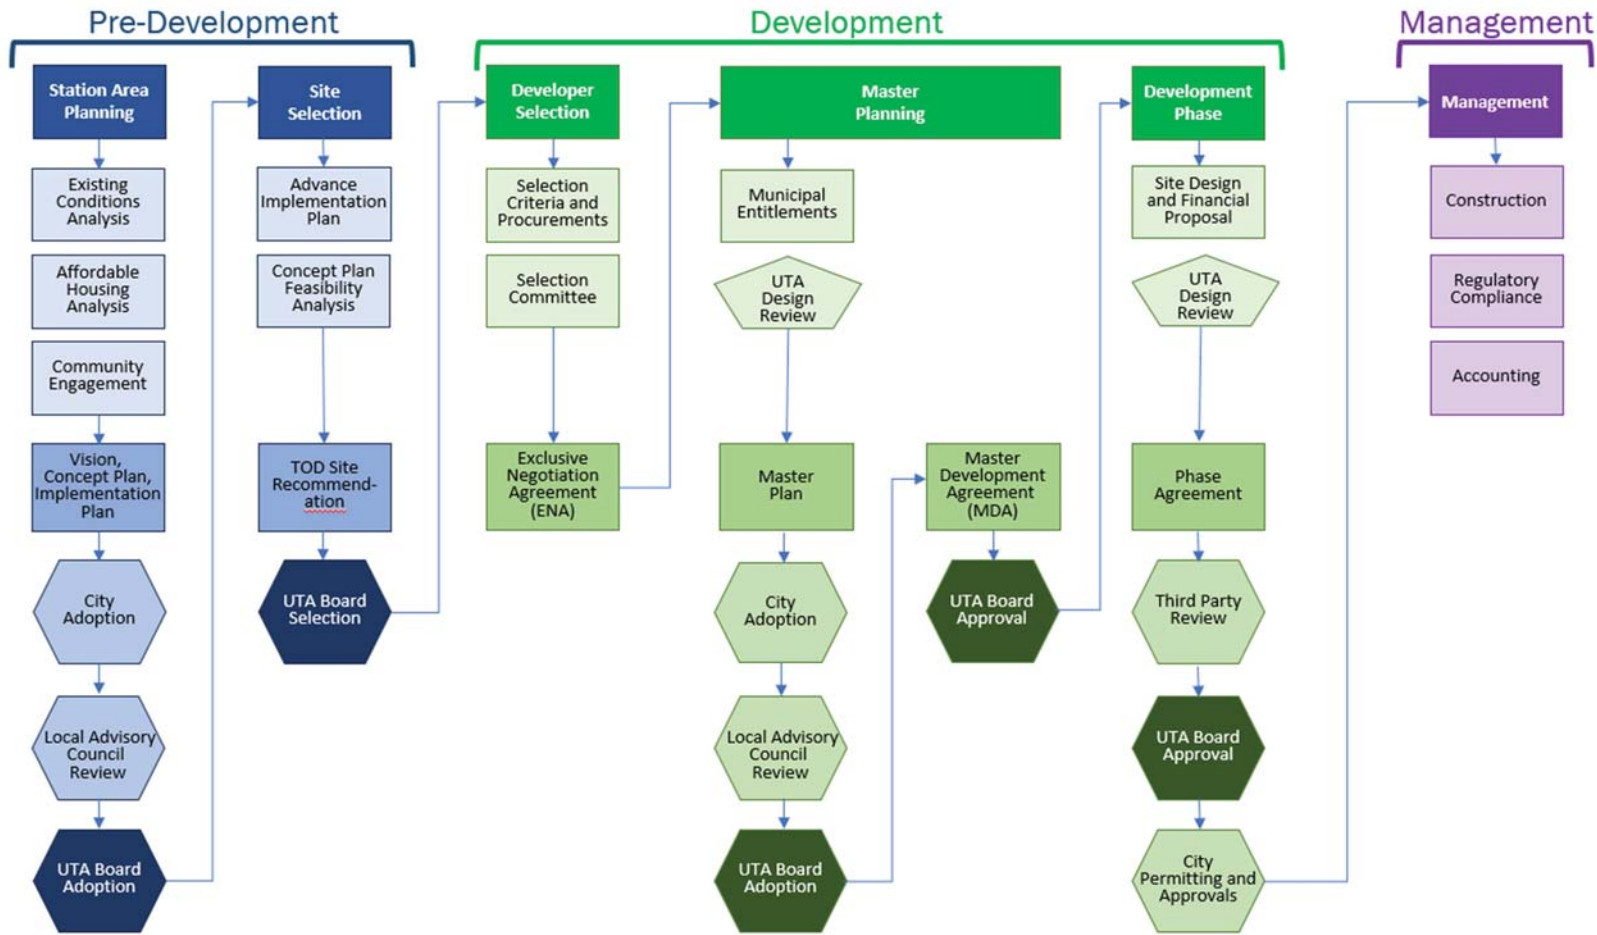 Pre-Development
Development
Management
Station Area
Planning
Existing
Conditions
Analysis
Affordable
Housing
Analysis
Community
Engagement
Vision,
Concept Plan,
Implementation
Plan
City
Adoption
Local Advisory
Council
Review
UTA Board
Adoption
Site
Selection
Advance
Implementation
Plan
Concept Plan
Feasibility
Analysis
TOD Site
Recommend-
ation
UTA Board
Selection
Developer
Selection
Selection
Criteria and
Procurements
Selection
Committee
Exclusive
Negotiation
Agreement
(ENA)
Master
Planning
Municipal
Entitlements
UTA
Design
Review
Master
Plan
City
Adoption
Local Advisory
Council
Review
UTA Board
Adoption
Master
Development
Agreement
(MDA)
UTA Board
Approval
Development
Phase
Site Design
and Financial
Proposal
UTA
Design
Review
Phase
Agreement
Third Party
Review
UTA Board
Approval
City
Permitting and
Approvals
Management
Construction
Regulatory
Compliance
Accounting